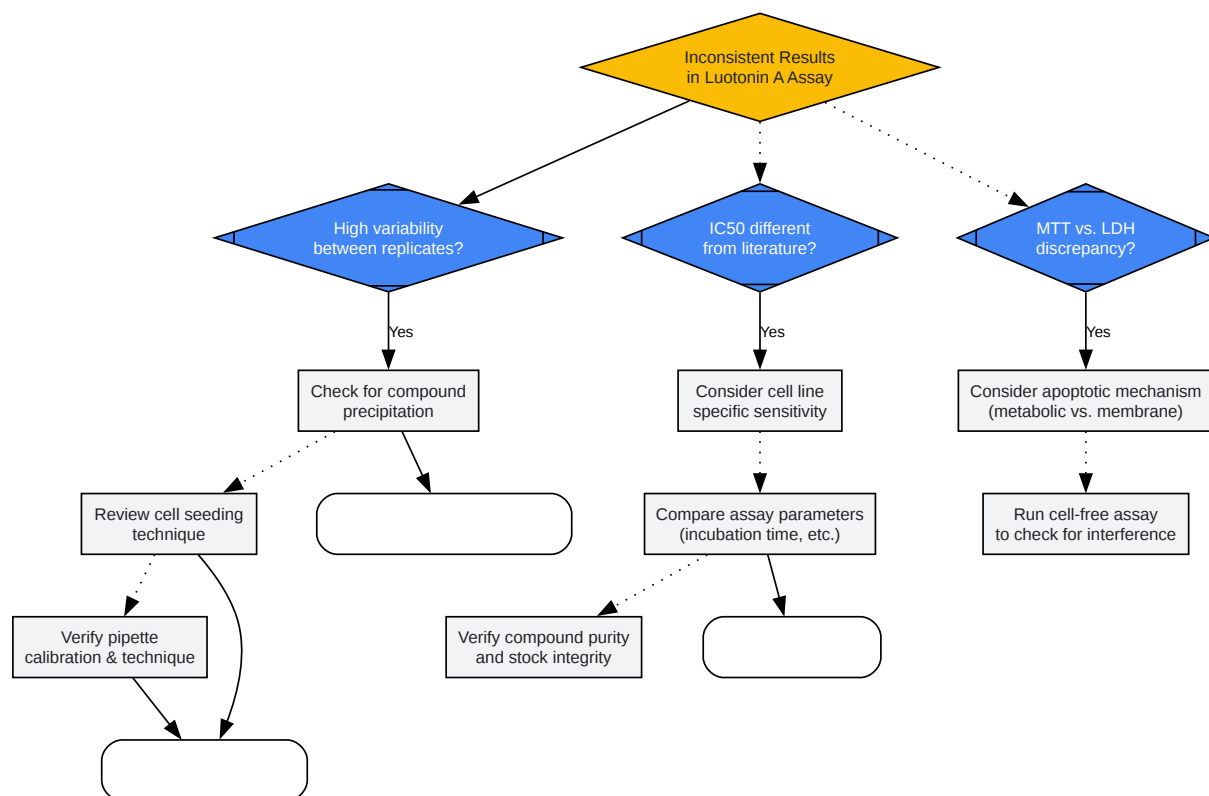 Inconsistent Results
in Luotonin A Assay
High variability
between replicates?
IC50 different
from literature?
MTT vs. LDH
discrepancy?
Yes
Yes
Yes
Check for compound
precipitation
Consider cell line
specific sensitivity
Consider apoptotic mechanism
(metabolic vs. membrane)
Review cell seeding
technique
Compare assay parameters
(incubation time, etc.)
Run cell-free assay
to check for interference
Verify pipette
calibration & technique
Verify compound purity
and stock integrity